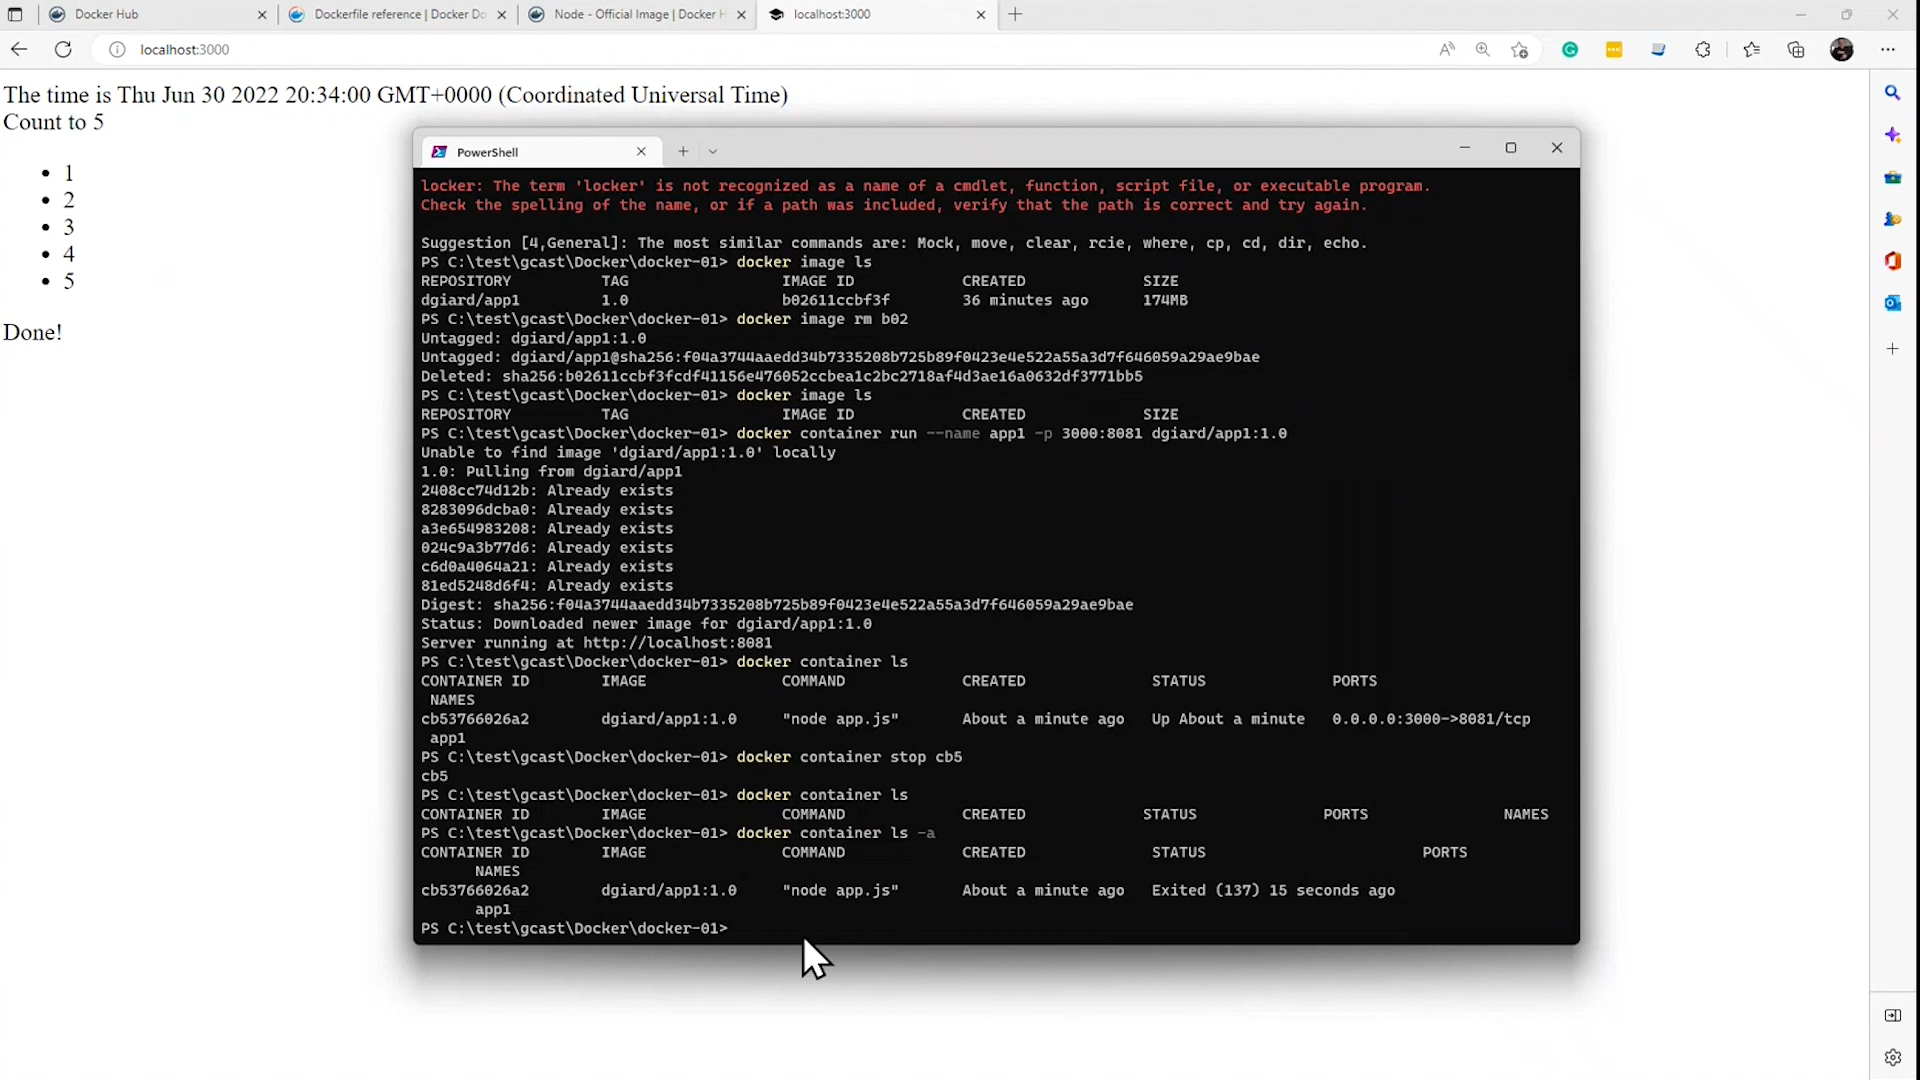 Docker Hub
Dockerfile reference | Docker Do
Node - Official Image | Docker H
localhost:3000
localhost:3000
The time is Thu Jun 30 2022 20:34:00 GMT+0000 (Coordinated Universal Time)
Count to 5
1
2
3
4
5
Done!
PowerShell
locker: The term 'locker' is not recognized as a name of a cmdlet, function, script file, or executable program.
Check the spelling of the name, or if a path was included, verify that the path is correct and try again.
Suggestion [4,General]: The most similar commands are: Mock, move, clear, rcie, where, cp, cd, dir, echo.
PS C:\test\gcast\Docker\docker-01> docker image ls
REPOSITORY TAG IMAGE ID CREATED SIZE
dgiard/app1 1.0 b02611ccbf3f 36 minutes ago 174MB
PS C:\test\gcast\Docker\docker-01> docker image rm b02
Untagged: dgiard/app1:1.0
Untagged: dgiard/app1@sha256:f04a3744aaedd34b7335208b725b89f0423e4e522a55a3d7f646059a29ae9bae
Deleted: sha256:b02611ccbf3fcdf41156e476052ccbea1c2bc2718af4d3ae16a0632df3771bb5
PS C:\test\gcast\Docker\docker-01> docker image ls
REPOSITORY TAG IMAGE ID CREATED SIZE
PS C:\test\gcast\Docker\docker-01> docker container run --name app1 -p 3000:8081 dgiard/app1:1.0
Unable to find image 'dgiard/app1:1.0' locally
1.0: Pulling from dgiard/app1
2408cc74d12b: Already exists
8283096dcba0: Already exists
a3e654983208: Already exists
024c9a3b77d6: Already exists
c6d0a4064a21: Already exists
81ed5248d6f4: Already exists
Digest: sha256:f04a3744aaedd34b7335208b725b89f0423e4e522a55a3d7f646059a29ae9bae
Status: Downloaded newer image for dgiard/app1:1.0
Server running at http://localhost:8081
PS C:\test\gcast\Docker\docker-01> docker container ls
CONTAINER ID IMAGE COMMAND CREATED STATUS PORTS
NAMES
cb53766026a2 dgiard/app1:1.0 "node app.js" About a minute ago Up About a minute 0.0.0.0:3000->8081/tcp
app1
PS C:\test\gcast\Docker\docker-01> docker container stop cb5
cb5
PS C:\test\gcast\Docker\docker-01> docker container ls
CONTAINER ID IMAGE COMMAND CREATED STATUS PORTS NAMES
PS C:\test\gcast\Docker\docker-01> docker container ls -a
CONTAINER ID IMAGE COMMAND CREATED STATUS PORTS
NAMES
cb53766026a2 dgiard/app1:1.0 "node app.js" About a minute ago Exited (137) 15 seconds ago
app1
PS C:\test\gcast\Docker\docker-01>